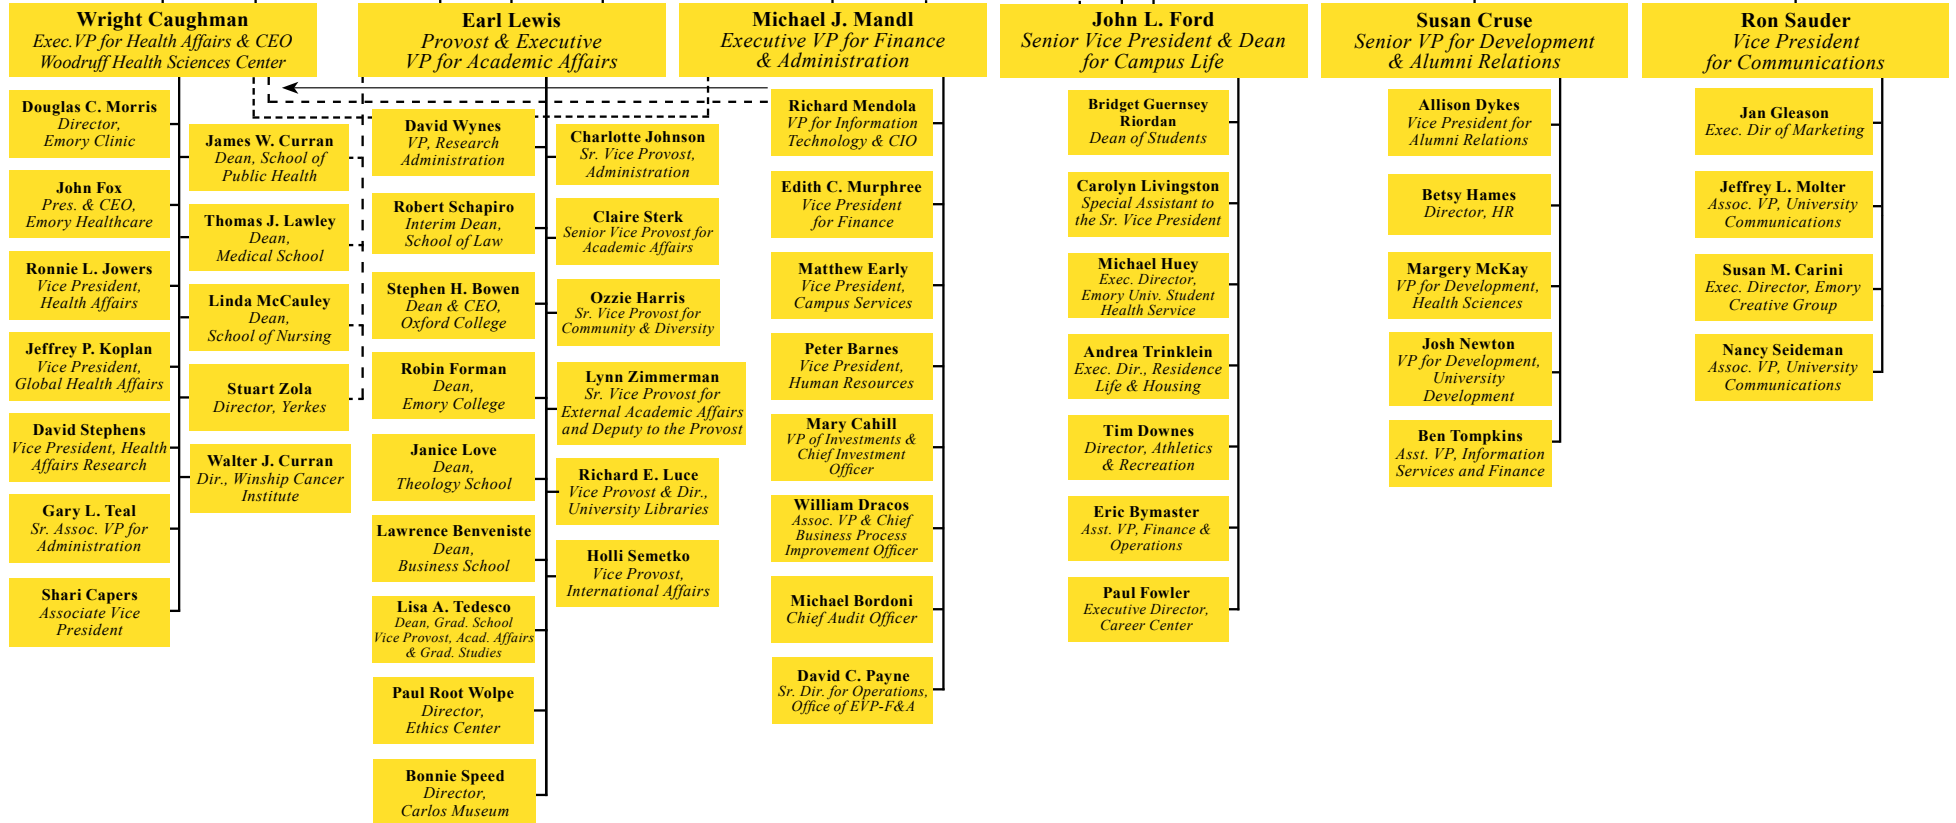 Wright Caughman
Exec.VP for Health Affairs & CEO
Woodruff Health Sciences Center
Douglas C. Morris
Director,
Emory Clinic
John Fox
Pres. & CEO,
Emory Healthcare
Ronnie L. Jowers
Vice President,
Health Affairs
Jeffrey P. Koplan
Vice President,
Global Health Affairs
David Stephens
Vice President, Health
Affairs Research
Gary L. Teal
Sr. Assoc. VP for
Administration
Shari Capers
Associate Vice
President
James W. Curran
Dean, School of
Public Health
Thomas J. Lawley
Dean,
Medical School
Linda McCauley
Dean,
School of Nursing
Stuart Zola
Director, Yerkes
Walter J. Curran
Dir., Winship Cancer
Institute
Earl Lewis
Provost & Executive
VP for Academic Affairs
David Wynes
VP, Research
Administration
Robert Schapiro
Interim Dean,
School of Law
Stephen H. Bowen
Dean & CEO,
Oxford College
Robin Forman
Dean,
Emory College
Janice Love
Dean,
Theology School
Lawrence Benveniste
Dean,
Business School
Lisa A. Tedesco
Dean, Grad. School
Vice Provost, Acad. Affairs
& Grad. Studies
Paul Root Wolpe
Director,
Ethics Center
Bonnie Speed
Director,
Carlos Museum
Charlotte Johnson
Sr. Vice Provost,
Administration
Claire Sterk
Senior Vice Provost for
Academic Affairs
Ozzie Harris
Sr. Vice Provost for
Community & Diversity
Lynn Zimmerman
Sr. Vice Provost for
External Academic Affairs
and Deputy to the Provost
Richard E. Luce
Vice Provost & Dir.,
University Libraries
Holli Semetko
Vice Provost,
International Affairs
Michael J. Mandl
Executive VP for Finance
& Administration
Richard Mendola
VP for Information
Technology & CIO
Edith C. Murphree
Vice President
for Finance
Matthew Early
Vice President,
Campus Services
Peter Barnes
Vice President,
Human Resources
Mary Cahill
VP of Investments &
Chief Investment
Officer
William Dracos
Assoc. VP & Chief
Business Process
Improvement Officer
Michael Bordoni
Chief Audit Officer
David C. Payne
Sr. Dir. for Operations,
Office of EVP-F&A
John L. Ford
Senior Vice President & Dean
for Campus Life
Bridget Guernsey
Riordan
Dean of Students
Carolyn Livingston
Special Assistant to
the Sr. Vice President
Michael Huey
Exec. Director,
Emory Univ. Student
Health Service
Andrea Trinklein
Exec. Dir., Residence
Life & Housing
Tim Downes
Director, Athletics
& Recreation
Eric Bymaster
Asst. VP, Finance &
Operations
Paul Fowler
Executive Director,
Career Center
Susan Cruse
Senior VP for Development
& Alumni Relations
Allison Dykes
Vice President for
Alumni Relations
Betsy Hames
Director, HR
Margery McKay
VP for Development,
Health Sciences
Josh Newton
VP for Development,
University
Development
Ben Tompkins
Asst. VP, Information
Services and Finance
Ron Sauder
Vice President
for Communications
Jan Gleason
Exec. Dir of Marketing
Jeffrey L. Molter
Assoc. VP, University
Communications
Susan M. Carini
Exec. Director, Emory
Creative Group
Nancy Seideman
Assoc. VP, University
Communications